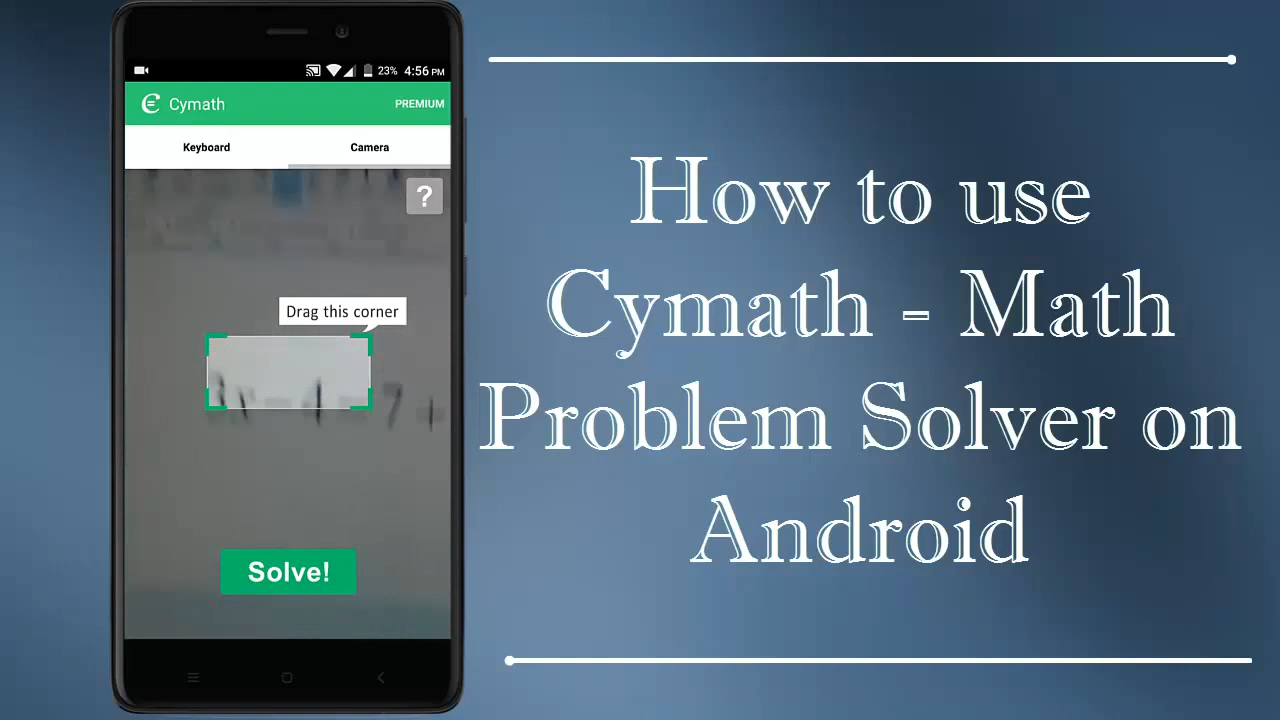 23% 4:56 PM
Cymath PREMIUM
Keyboard Camera
?
Drag this corner
Solve!
How to use
Cymath - Math
Problem Solver on
Android